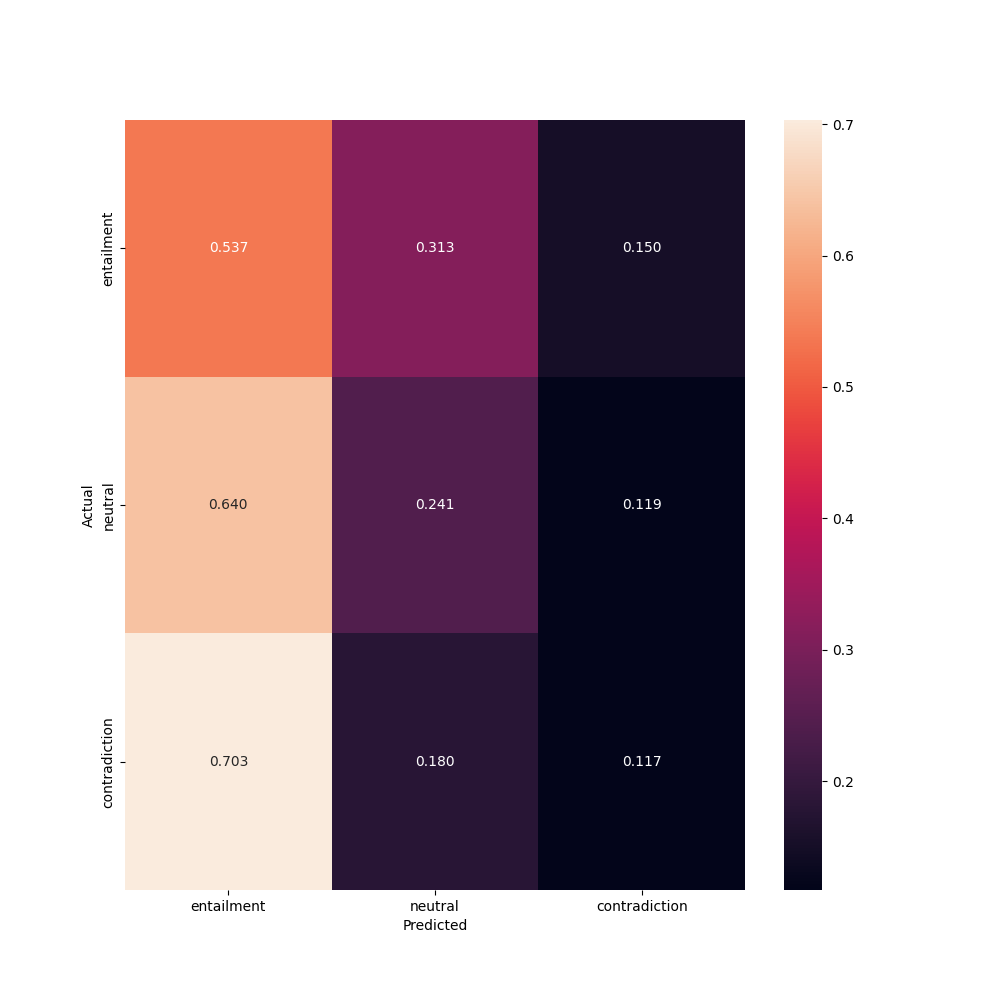 Actual
entailment
neutral
contradiction
0.537 0.313 0.150
0.640 0.241 0.119
0.703 0.180 0.117
entailment neutral contradiction
Predicted
0.7
0.6
0.5
0.4
0.3
0.2